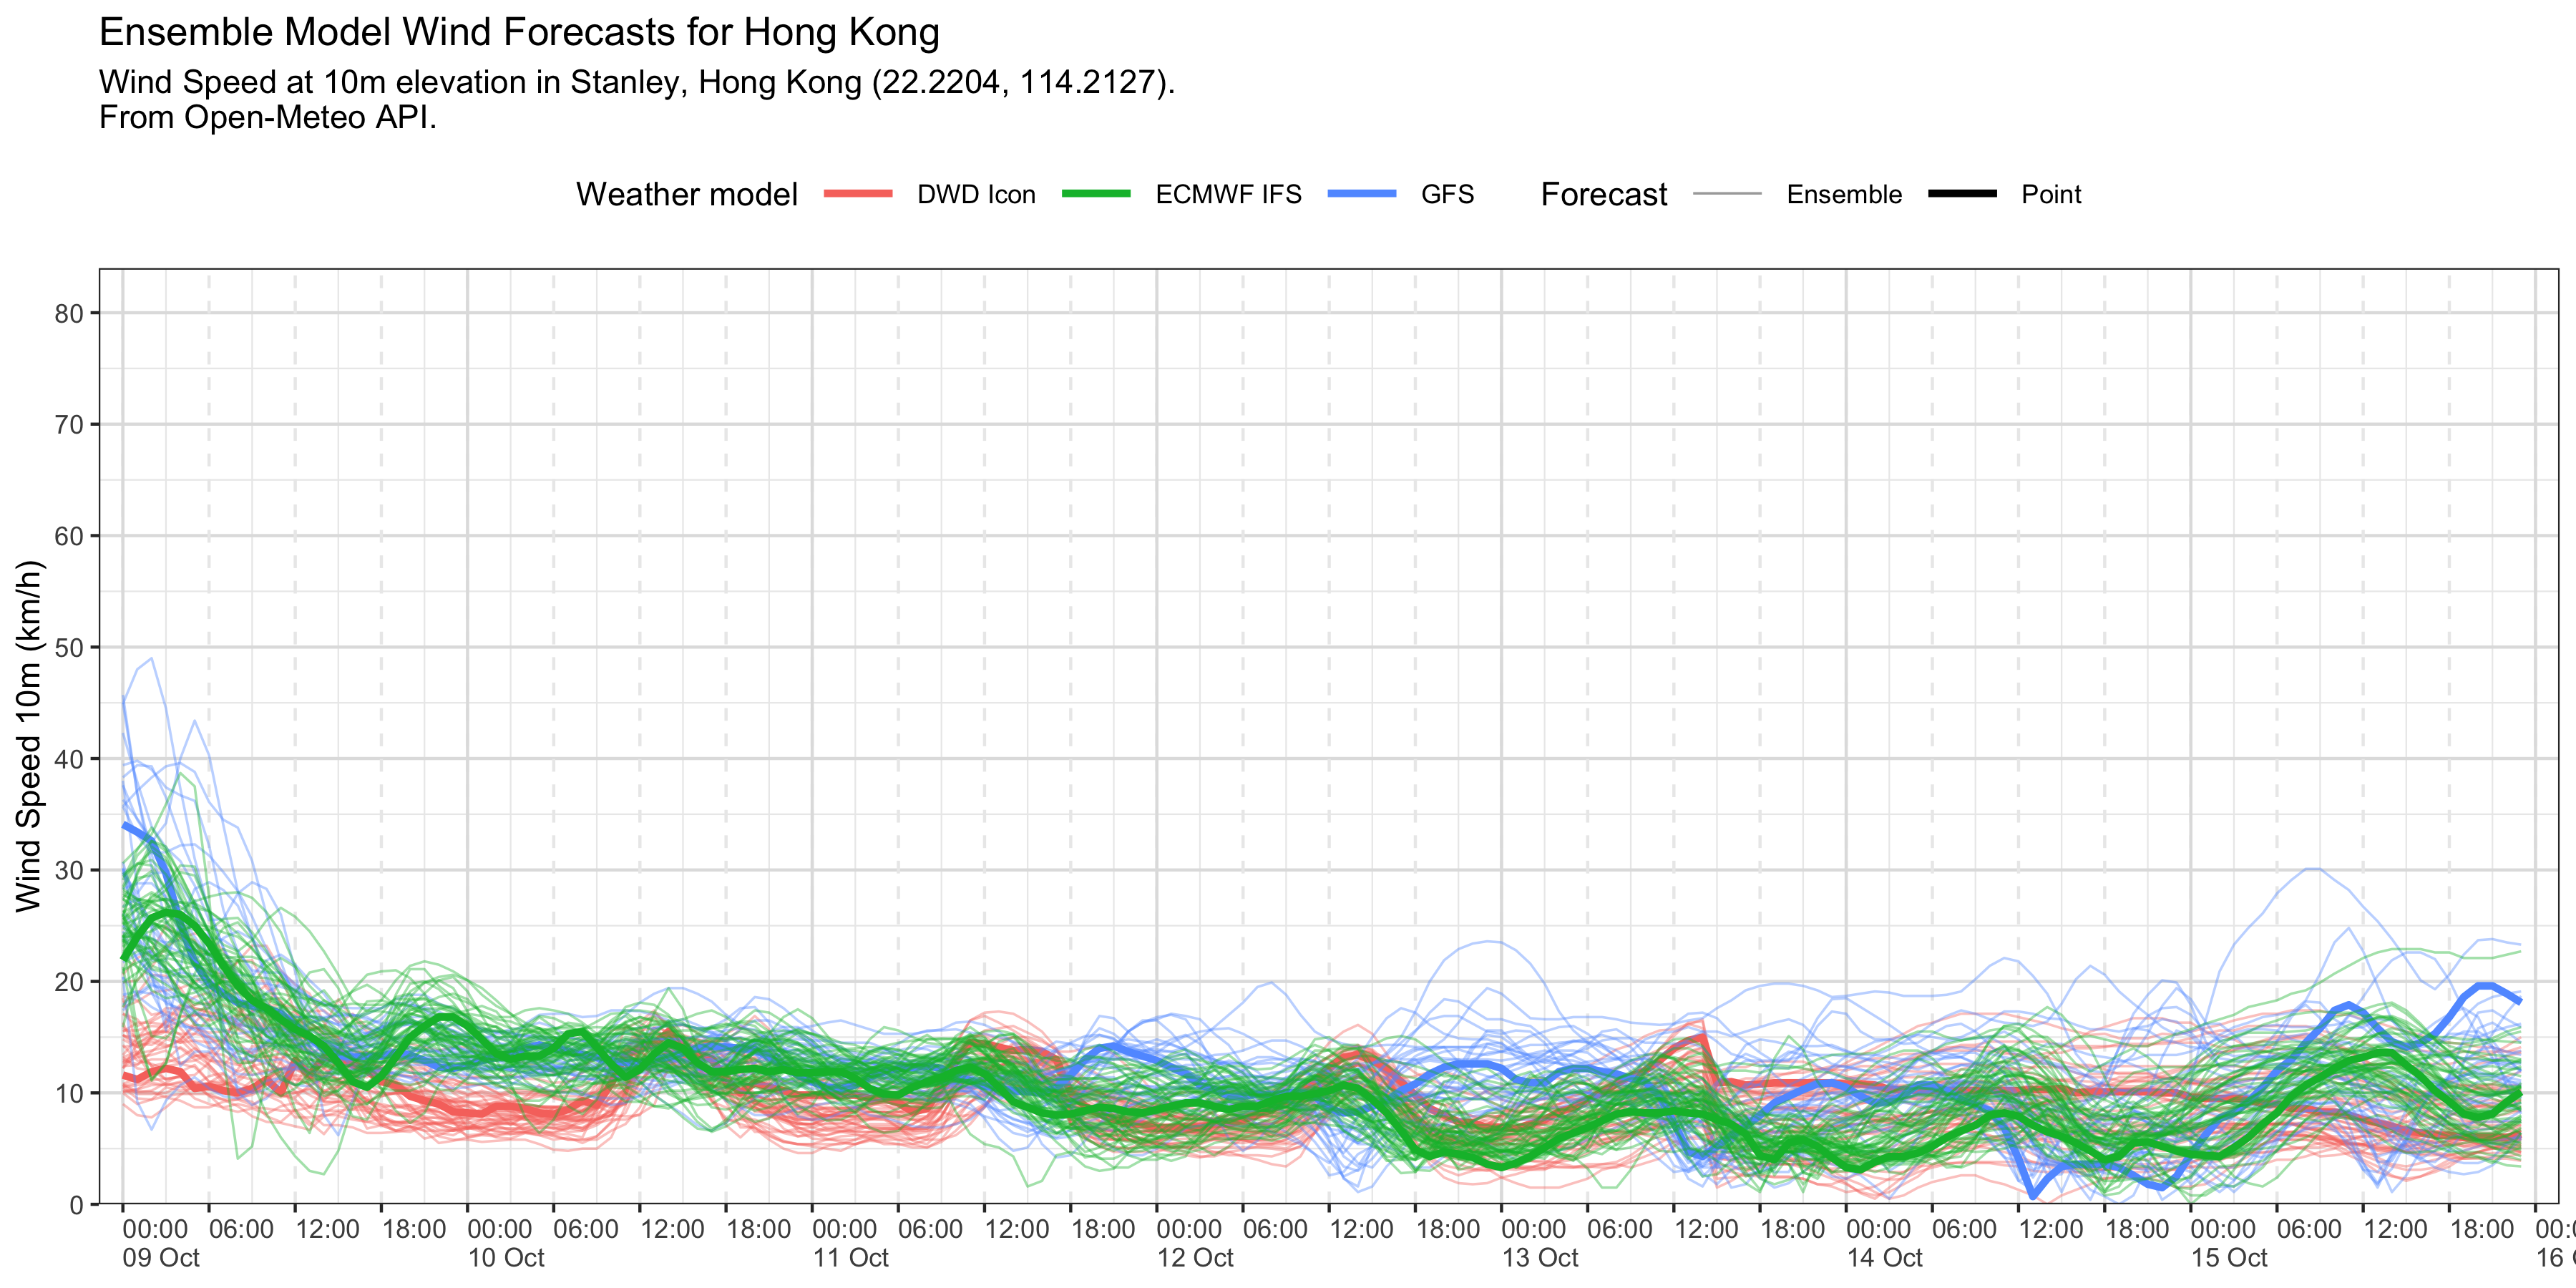 Ensemble Model Wind Forecasts for Hong Kong
Wind Speed at 10m elevation in Stanley, Hong Kong (22.2204, 114.2127).
From Open-Meteo API.
Weather model DWD Icon ECMWF IFS GFS Forecast Ensemble Point
Wind Speed 10m (km/h)
80
70
60
50
40
30
20
10
0
00:00 06:00 12:00 18:00 00:00 06:00 12:00 18:00 00:00 06:00 12:00 18:00 00:00 06:00 12:00 18:00 00:00 06:00 12:00 18:00 00:00 06:00 12:00 18:00 00:00 06:00 12:00 18:00 00:0
09 Oct 10 Oct 11 Oct 12 Oct 13 Oct 14 Oct 15 Oct 16